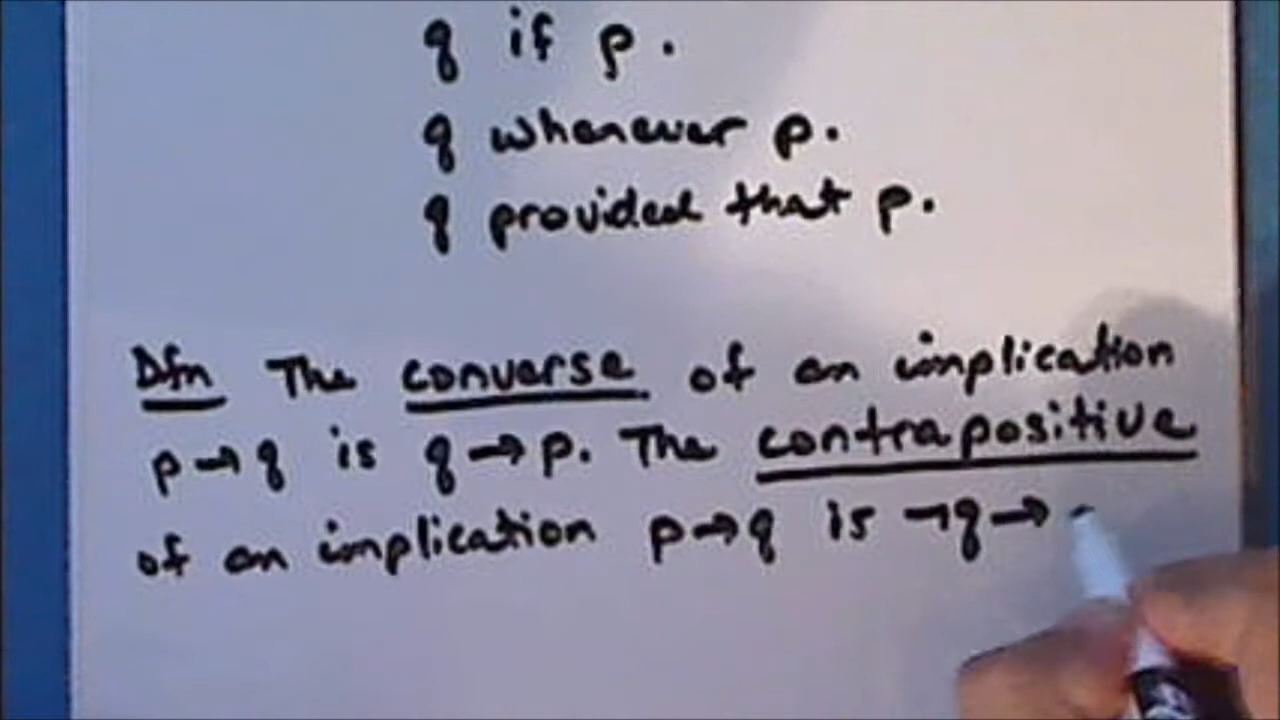 q if p.
q whenever p.
q provided that p.
Dfn The converse of an implication
p→q is q→p. The contrapositive
of an implication p→q is ¬q→